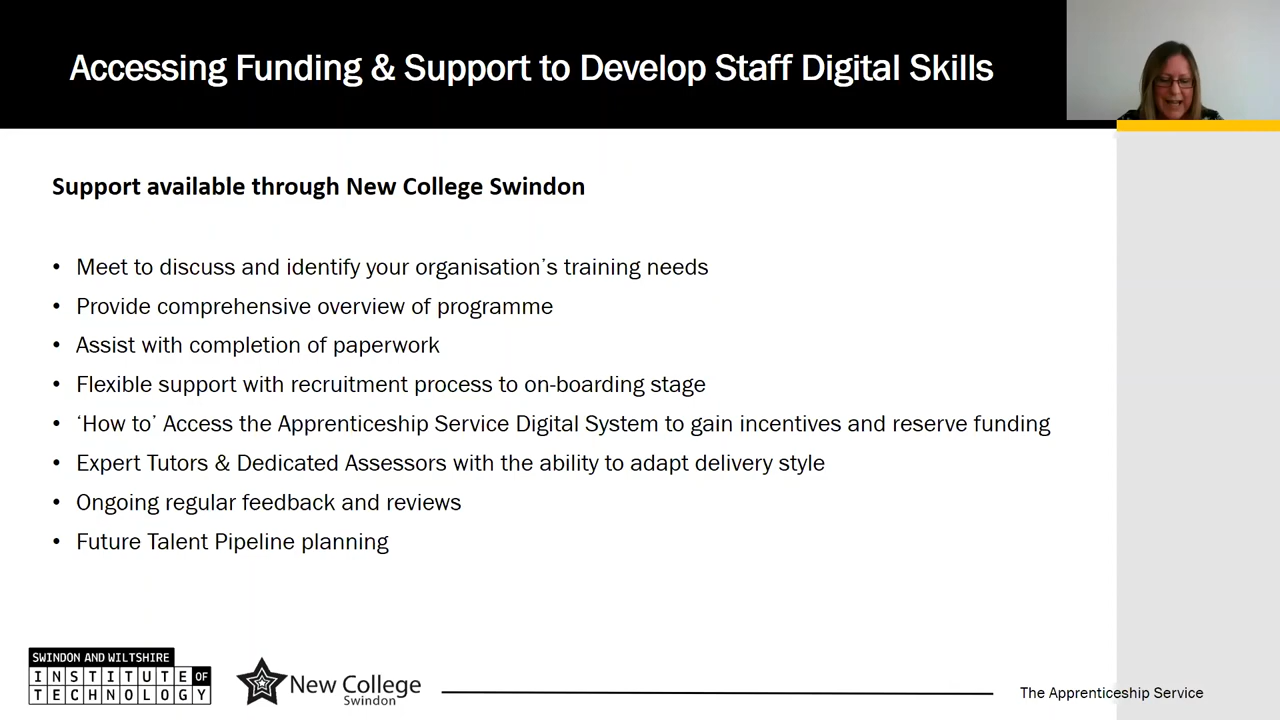 Accessing Funding & Support to Develop Staff Digital Skills
Support available through New College Swindon
• Meet to discuss and identify your organisation's training needs
• Provide comprehensive overview of programme
• Assist with completion of paperwork
• Flexible support with recruitment process to on-boarding stage
• ‘How to’ Access the Apprenticeship Service Digital System to gain incentives and reserve funding
• Expert Tutors & Dedicated Assessors with the ability to adapt delivery style
• Ongoing regular feedback and reviews
• Future Talent Pipeline planning
SWINDON AND WILTSHIRE
INSTITUTE OF
TECHNOLOGY
New College
Swindon
The Apprenticeship Service